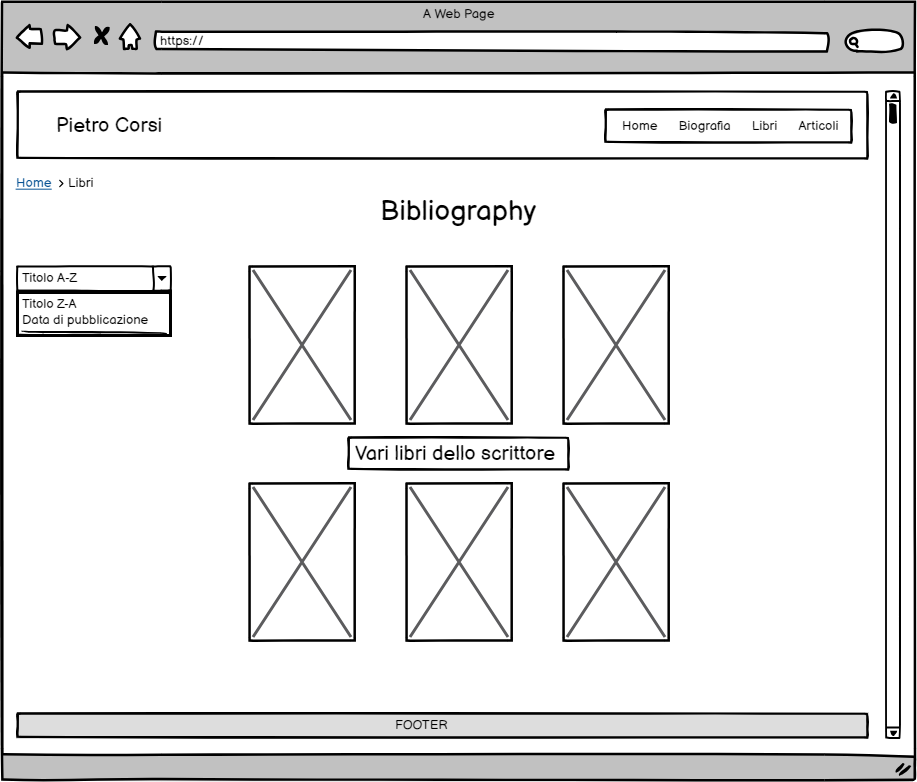 A Web Page
https://
Pietro Corsi
Home Biografia Libri Articoli
Home > Libri
Bibliography
Titolo A-Z
Titolo Z-A
Data di pubblicazione
Vari libri dello scrittore
FOOTER